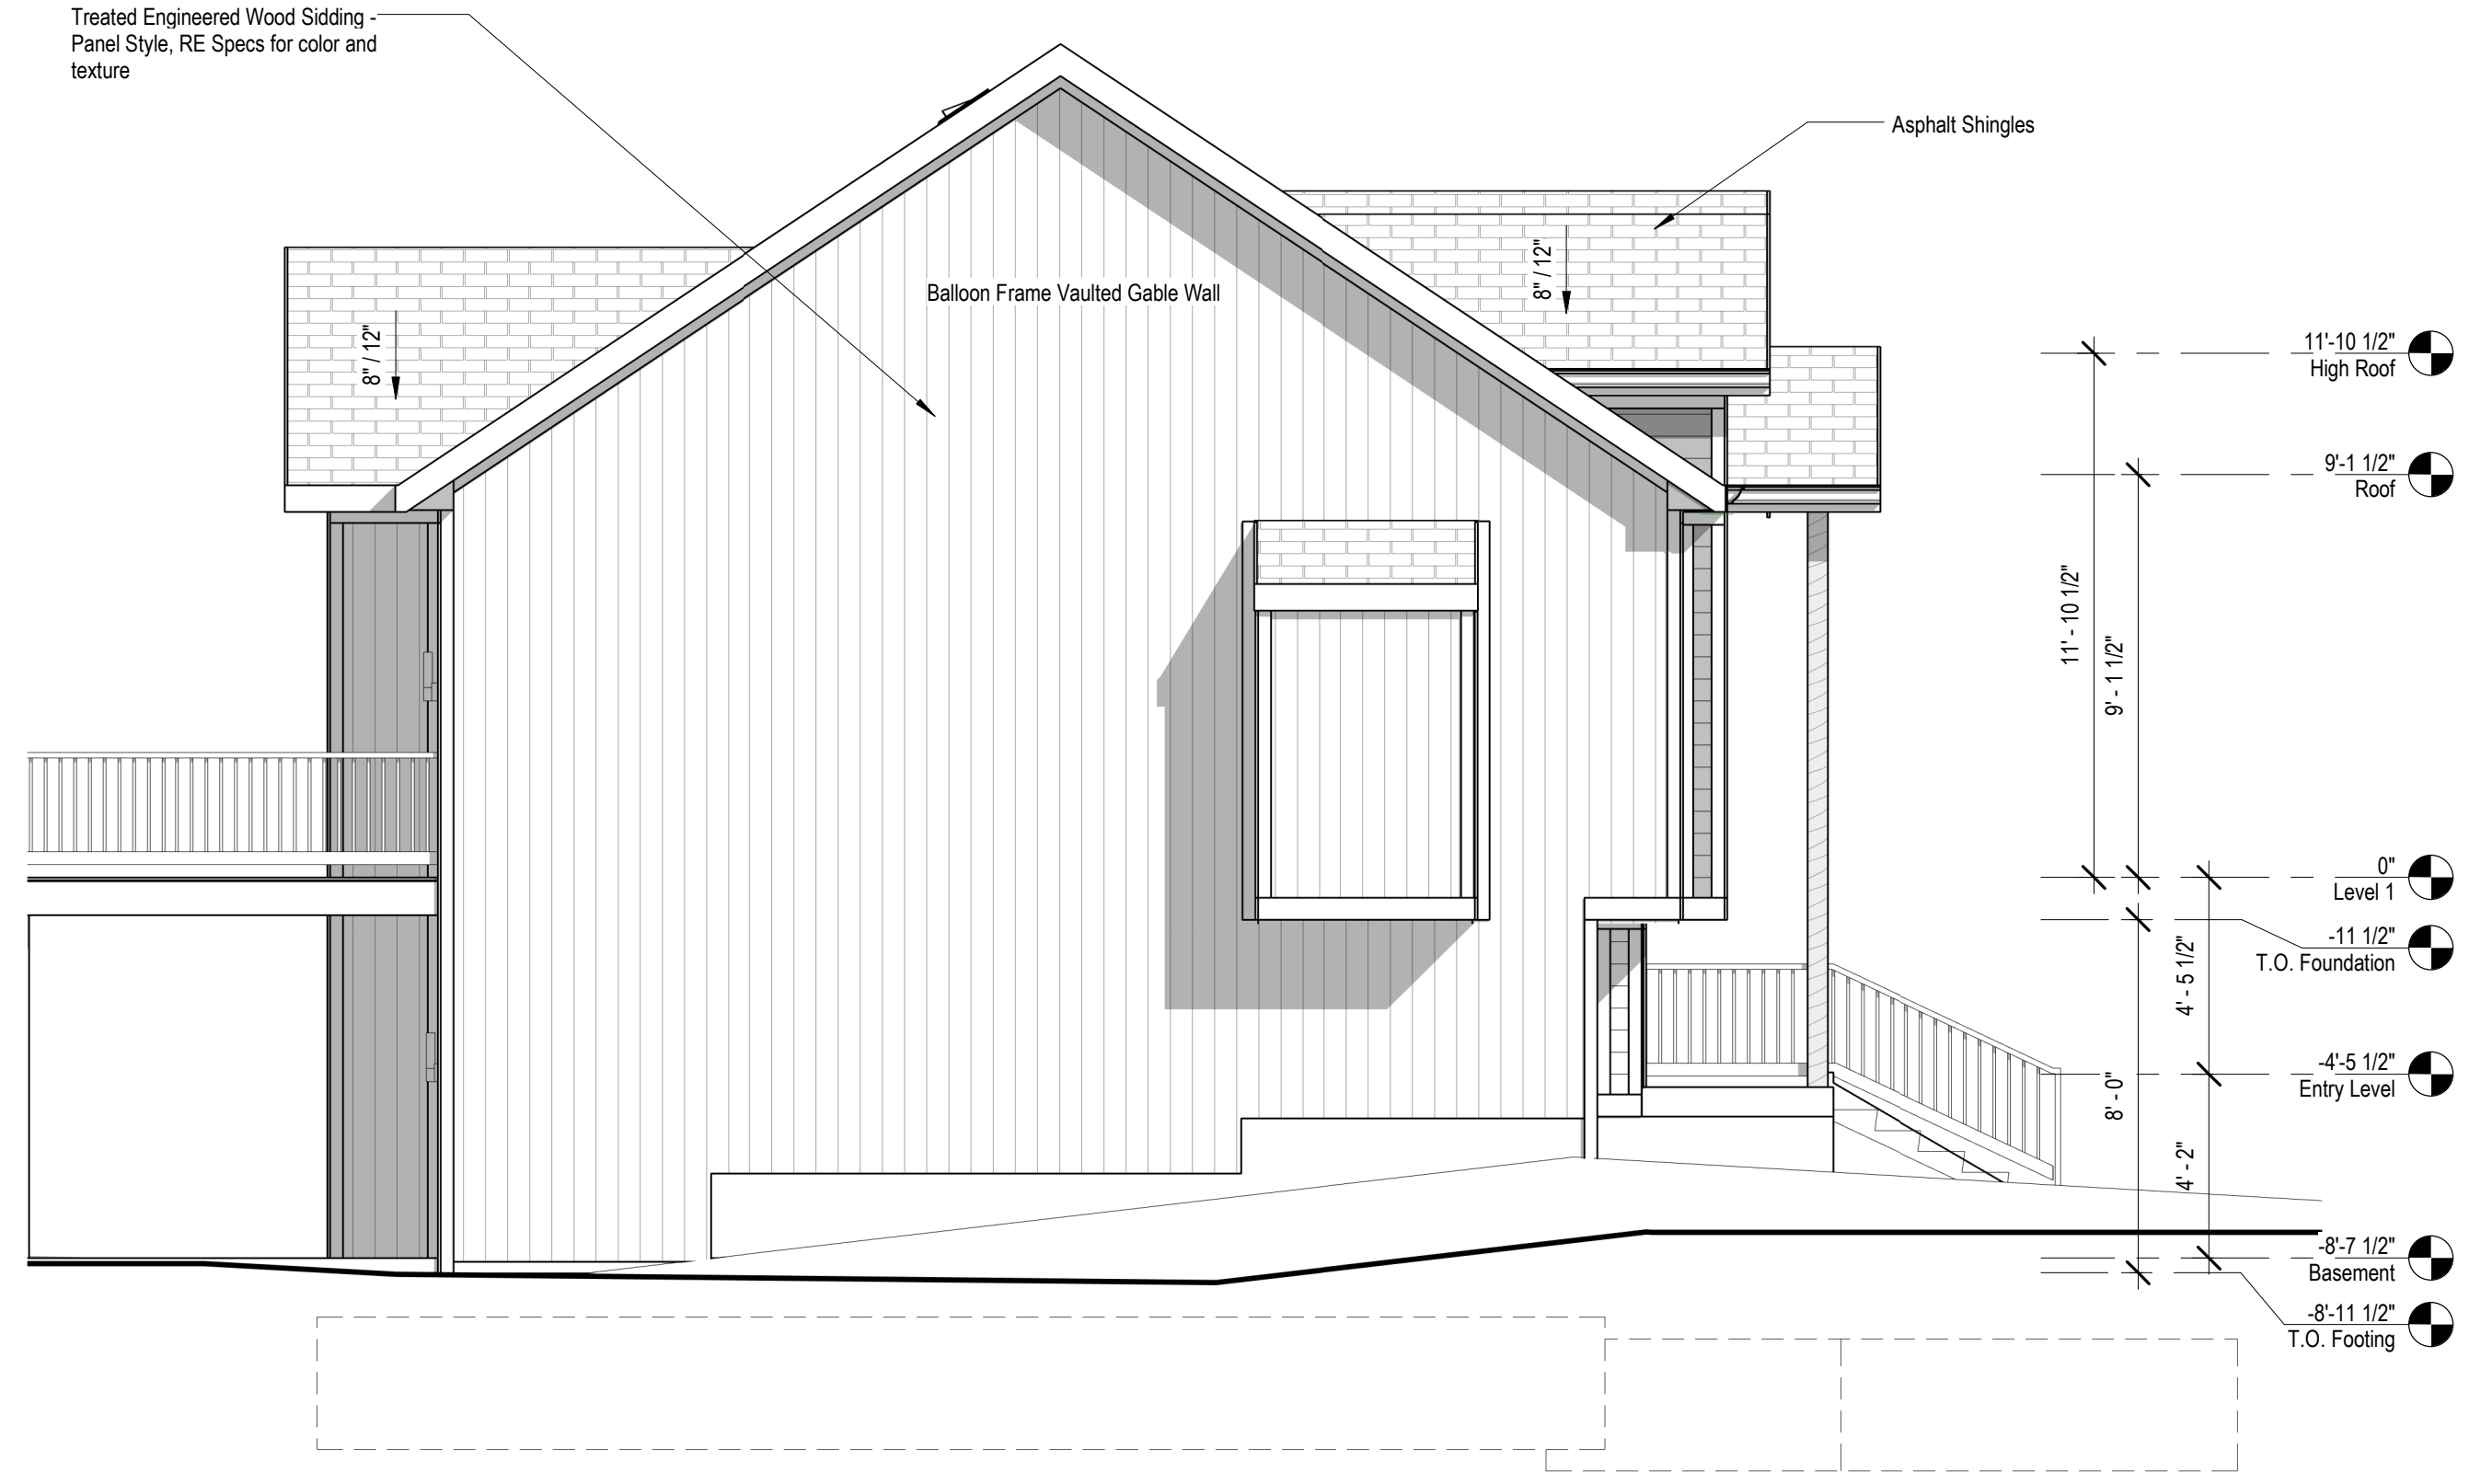 Treated Engineered Wood Sidding -
Panel Style, RE Specs for color and
texture
Asphalt Shingles
Balloon Frame Vaulted Gable Wall
8" / 12"
8" / 12"
11'-10 1/2"
High Roof
9'-1 1/2"
Roof
11' - 10 1/2"
9' - 1 1/2"
0"
Level 1
-11 1/2"
T.O. Foundation
4' - 5 1/2"
-4'-5 1/2"
Entry Level
8' - 0"
4' - 2"
-8'-7 1/2"
Basement
-8'-11 1/2"
T.O. Footing